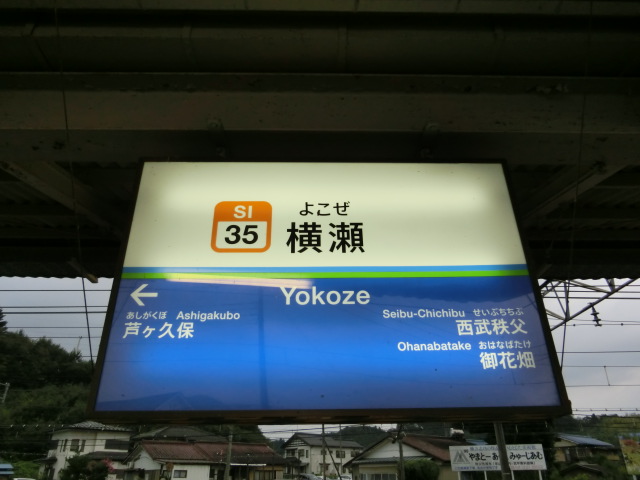 SI
35
よこぜ
横瀬
Yokoze
←
あしがくぼ Ashigakubo
芦ヶ久保
Seibu-Chichibu せいぶちちぶ
西武秩父
Ohanabatake おはなばたけ
御花畑